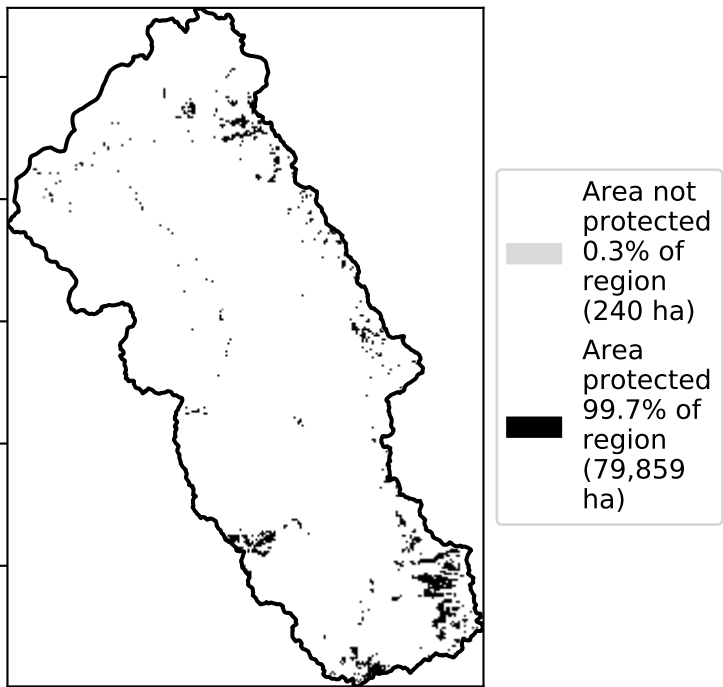 Area not
protected
0.3% of
region
(240 ha)
Area
protected
99.7% of
region
(79,859
ha)